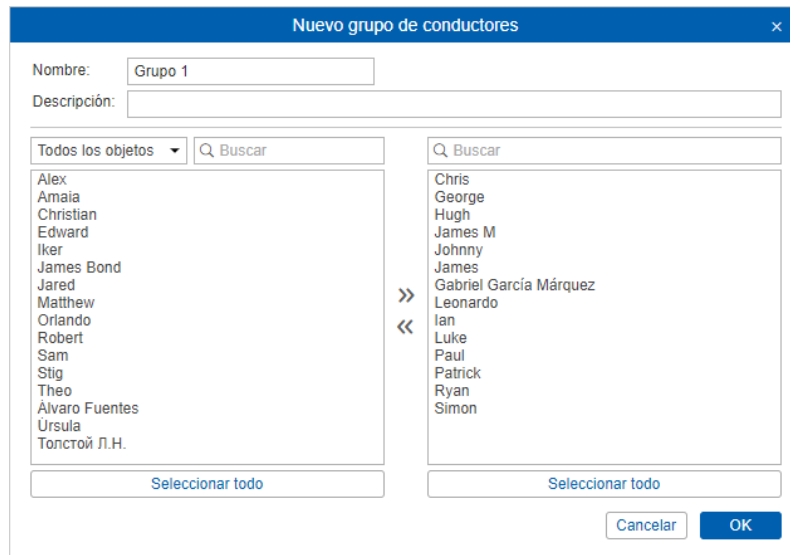 Nuevo grupo de conductores ×
Nombre: Grupo 1
Descripción:
Todos los objetos Buscar
Alex
Amaia
Christian
Edward
Iker
James Bond
Jared
Matthew
Orlando
Robert
Sam
Stig
Theo
Álvaro Fuentes
Úrsula
Толстой Л.Н.
Seleccionar todo
»
«
Buscar
Chris
George
Hugh
James M
Johnny
James
Gabriel García Márquez
Leonardo
Ian
Luke
Paul
Patrick
Ryan
Simon
Seleccionar todo
Cancelar OK